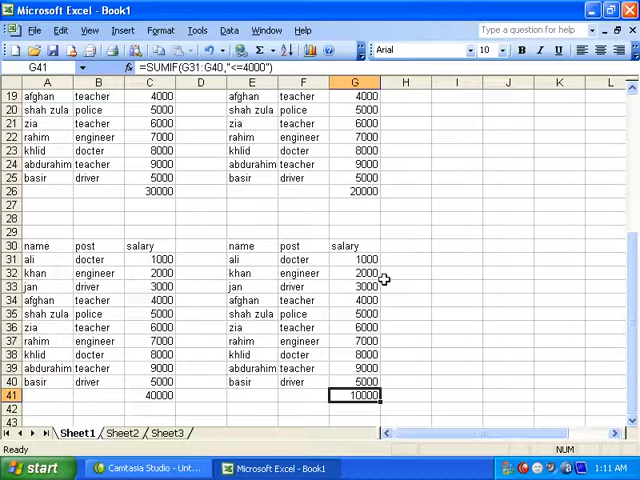 Microsoft Excel - Book1
File Edit View Insert Format Tools Data Window Help
Type a question for help
Arial 10 B I U
G41 fx =SUMIF(G31:G40,"<=4000")
A B C D E F G H I J K L
19 afghan teacher 4000 afghan teacher 4000
20 shah zula police 5000 shah zula police 5000
21 zia teacher 6000 zia teacher 6000
22 rahim engineer 7000 rahim engineer 7000
23 khlid docter 8000 khlid docter 8000
24 abdurahim teacher 9000 abdurahim teacher 9000
25 basir driver 5000 basir driver 5000
26 30000 20000
27
28
29
30 name post salary name post salary
31 ali docter 1000 ali docter 1000
32 khan engineer 2000 khan engineer 2000
33 jan driver 3000 jan driver 3000
34 afghan teacher 4000 afghan teacher 4000
35 shah zula police 5000 shah zula police 5000
36 zia teacher 6000 zia teacher 6000
37 rahim engineer 7000 rahim engineer 7000
38 khlid docter 8000 khlid docter 8000
39 abdurahim teacher 9000 abdurahim teacher 9000
40 basir driver 5000 basir driver 5000
41 40000 10000
42
43
Sheet1 Sheet2 Sheet3
Ready NUM
start Camtasia Studio - Unt... Microsoft Excel - Book1 1:11 AM